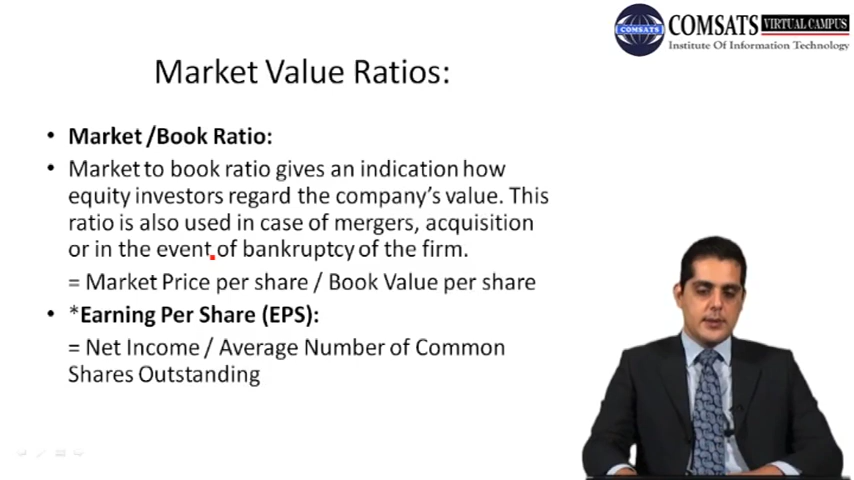 COMSATS VIRTUAL CAMPUS
Institute Of Information Technology
COMSATS
Market Value Ratios:
• Market /Book Ratio:
• Market to book ratio gives an indication how
equity investors regard the company's value. This
ratio is also used in case of mergers, acquisition
or in the event of bankruptcy of the firm.
= Market Price per share / Book Value per share
• *Earning Per Share (EPS):
= Net Income / Average Number of Common
Shares Outstanding